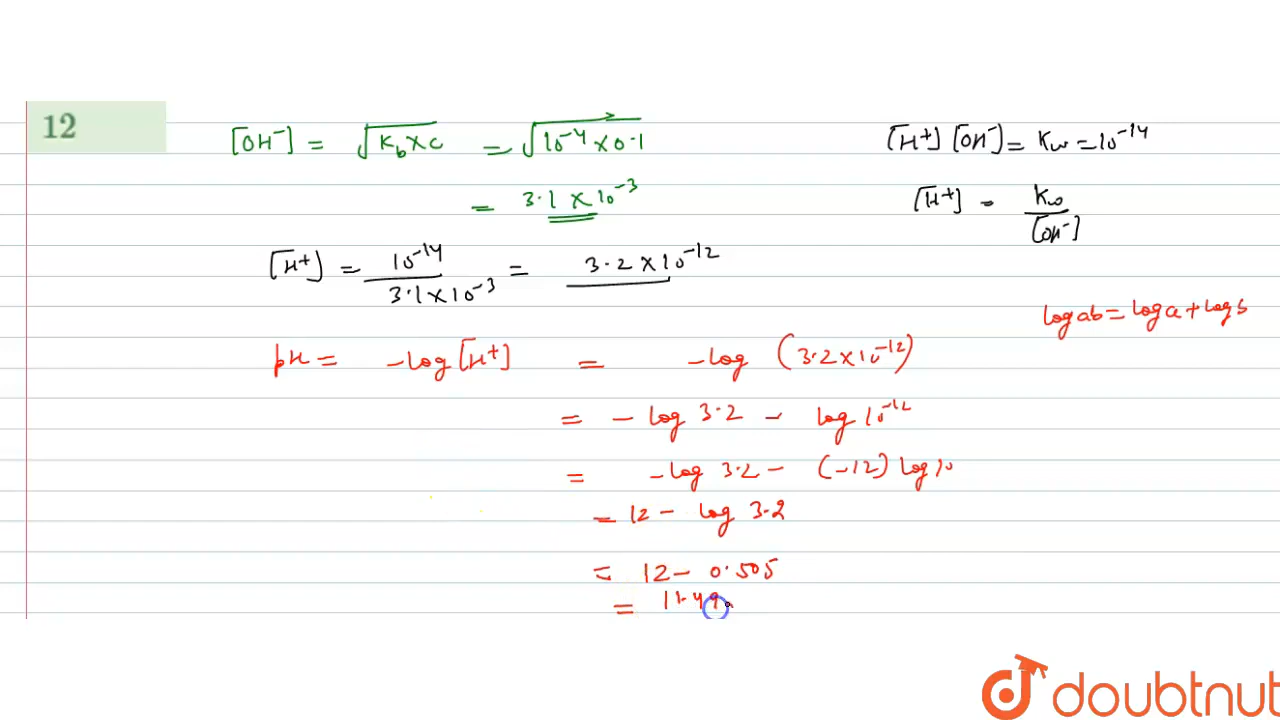 12
[OH⁻] = √(K_b × C) = √(10⁻⁴ × 0.1)
= 3.1 × 10⁻³
[H⁺] [OH⁻] = Kw = 10⁻¹⁴
[H⁺] = Kw / [OH⁻]
[H⁺] = 10⁻¹⁴ / 3.1 × 10⁻³ = 3.2 × 10⁻¹²
log ab = log a + log b
pH = - log [H⁺] = - log (3.2 × 10⁻¹²)
= - log 3.2 - log 10⁻¹²
= - log 3.2 - (-12) log 10
= 12 - log 3.2
= 12 - 0.505
= 11.49
doubtnut